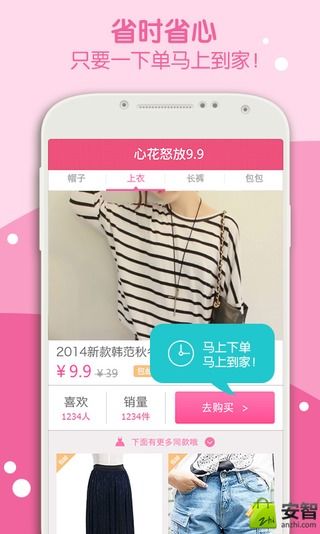 省时省心
只要一下单马上到家!
心花怒放9.9
帽子 上衣 长裤 包包
2014新款韩范秋
¥9.9 ¥39
马上下单
马上到家!
喜欢 销量
1234人 1234件
去购买 >
下面有更多同款哦
安智
zhi
anzhi.com